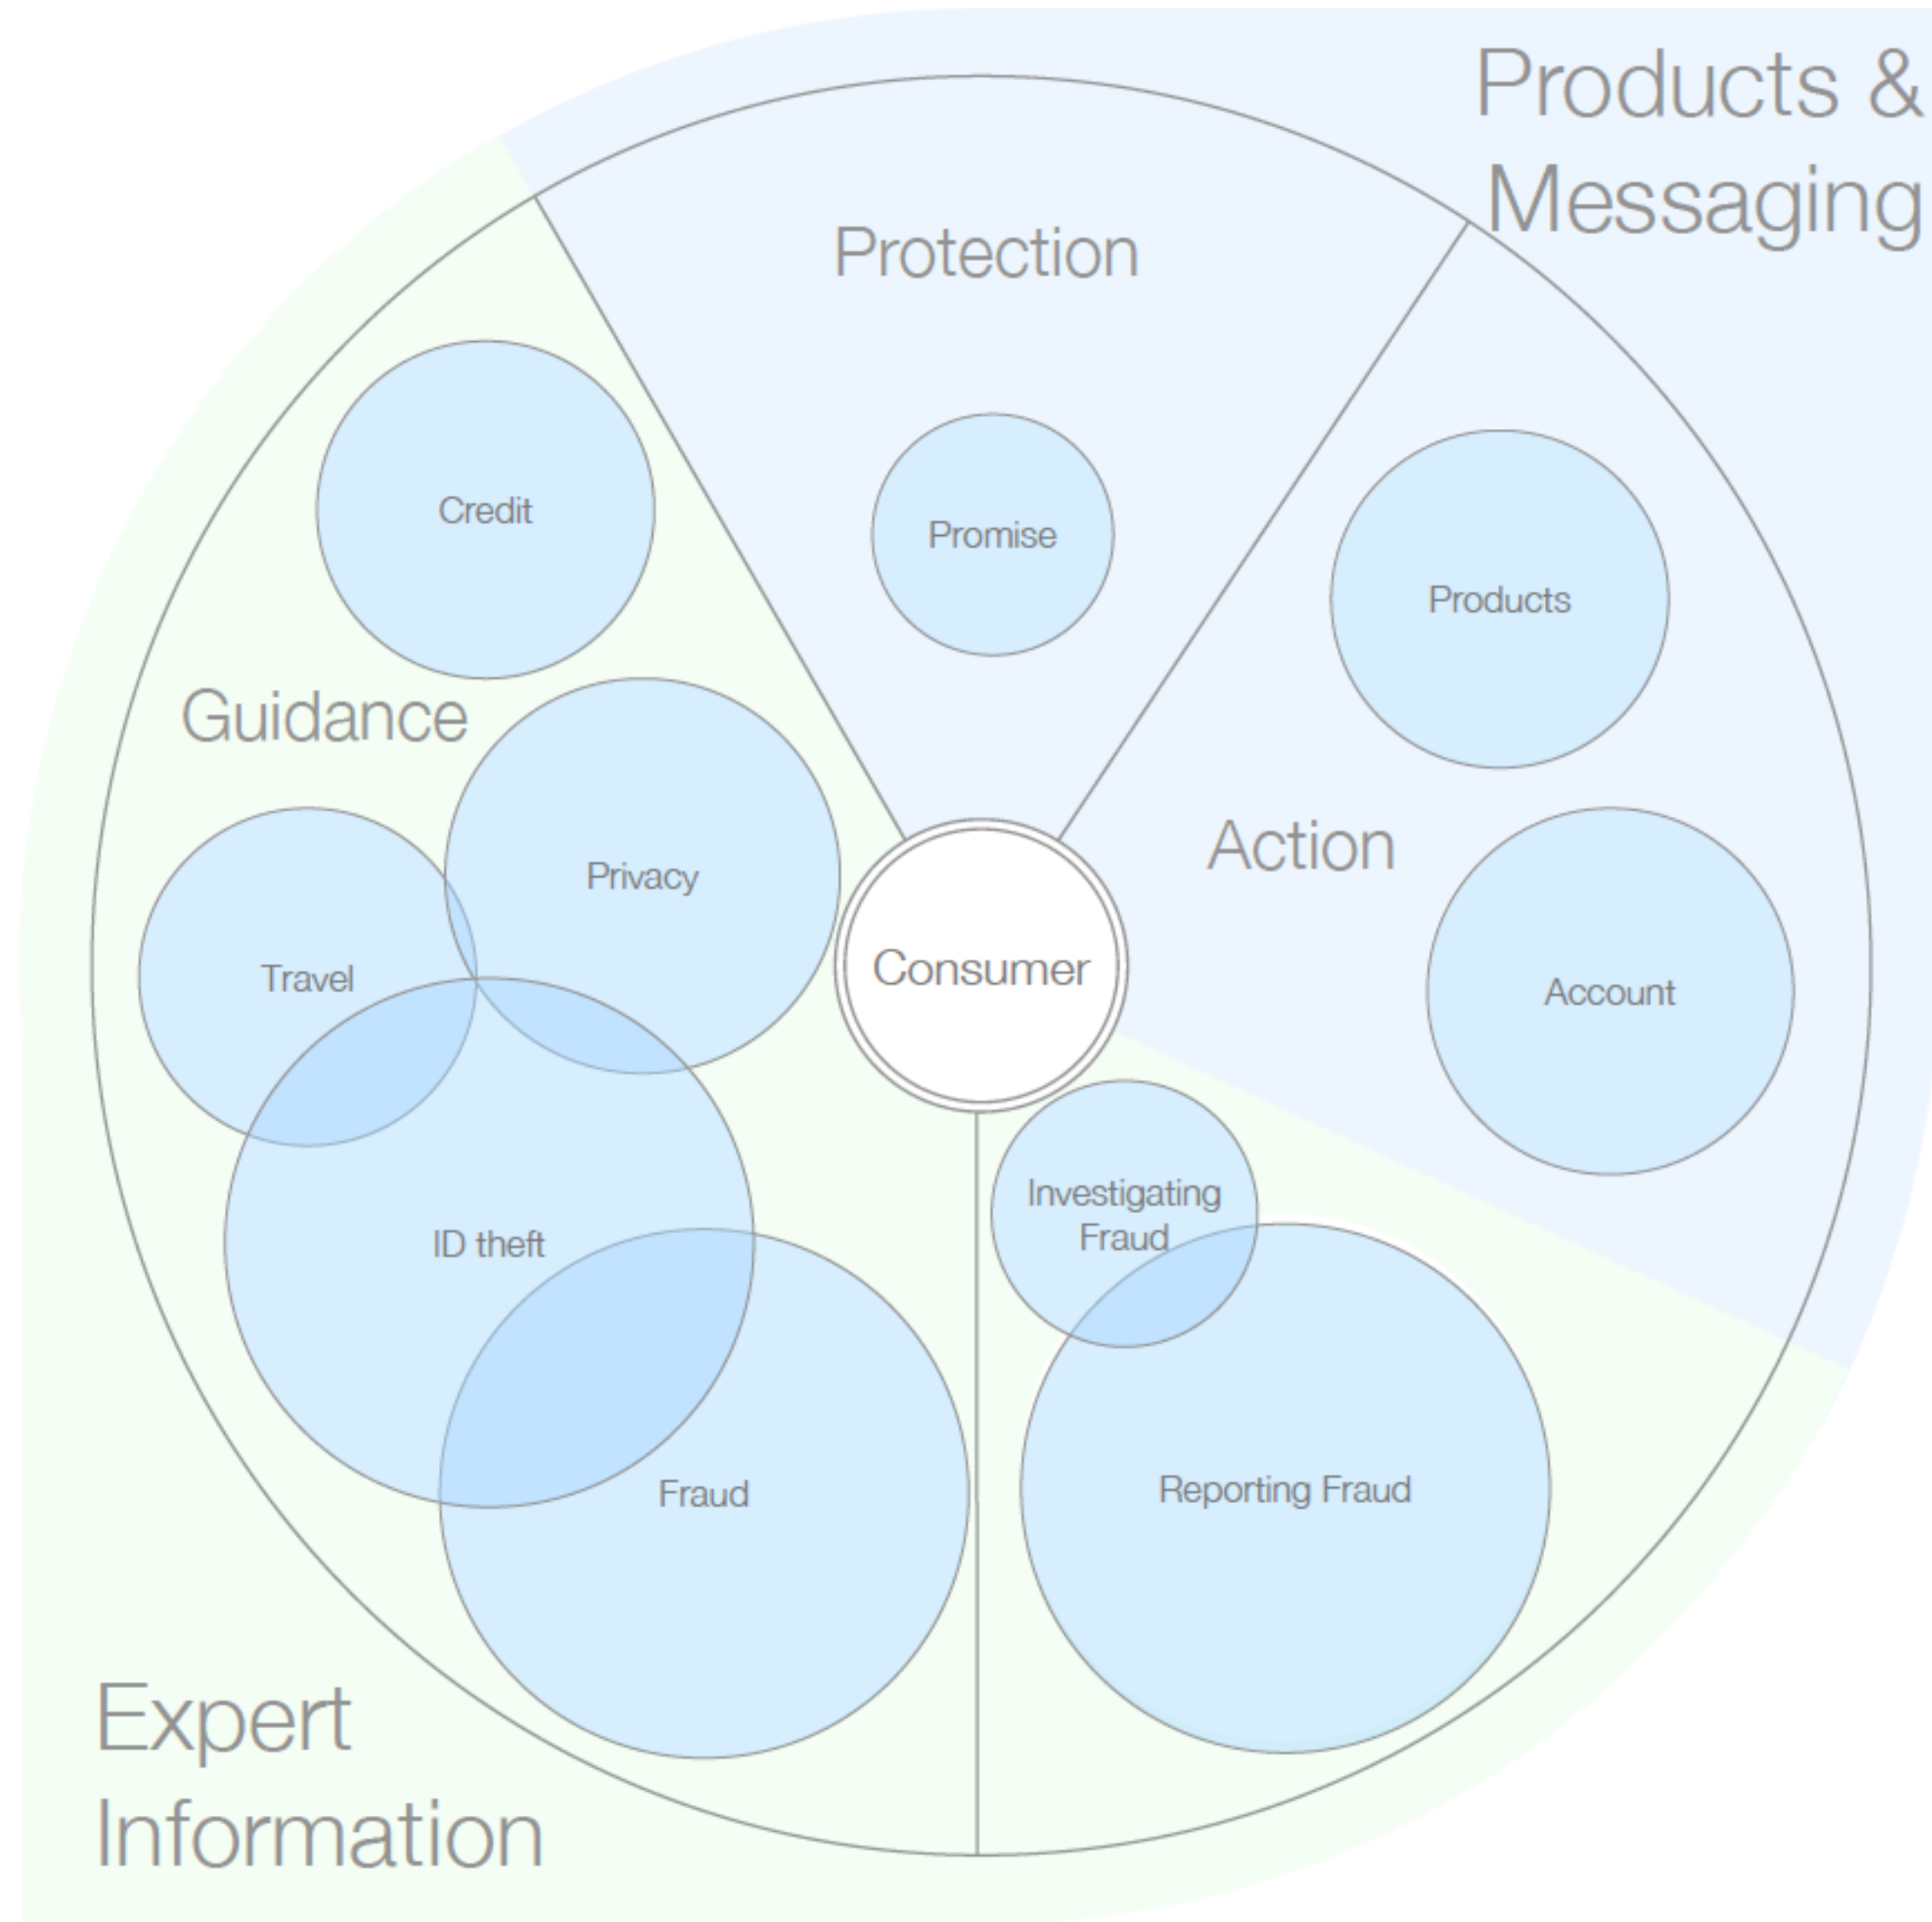 Products &
Messaging
Protection
Credit
Promise
Products
Guidance
Action
Privacy
Travel
Consumer
Account
Investigating
Fraud
ID theft
Fraud
Reporting Fraud
Expert
Information